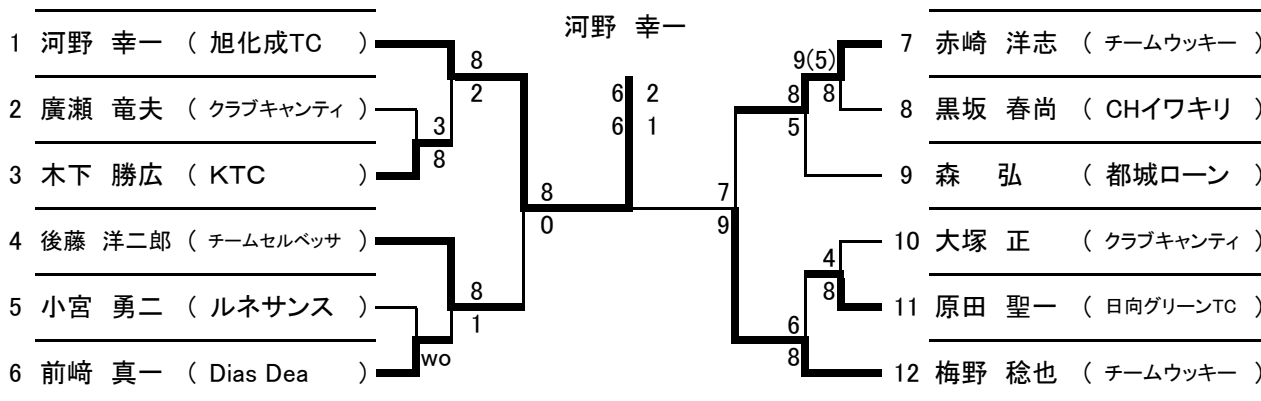 河野 幸一
1 河野 幸一 ( 旭化成TC )
2 廣瀬 竜夫 ( クラブキャンティ )
3 木下 勝広 ( KTC )
4 後藤 洋二郎 ( チームセルベッサ
5 小宮 勇二 ( ルネサンス )
6 前﨑 真一 ( Dias Dea )
8
2
3
8
8
1
wo
8
0
6 2
6 1
7
9
9(5)
8
8
5
4
8
6
8
7 赤崎 洋志 ( チームウッキー )
8 黒坂 春尚 ( CHイワキリ )
9 森 弘 ( 都城ローン )
10 大塚 正 ( クラブキャンティ )
11 原田 聖一 ( 日向グリーンTC )
12 梅野 稔也 ( チームウッキー )